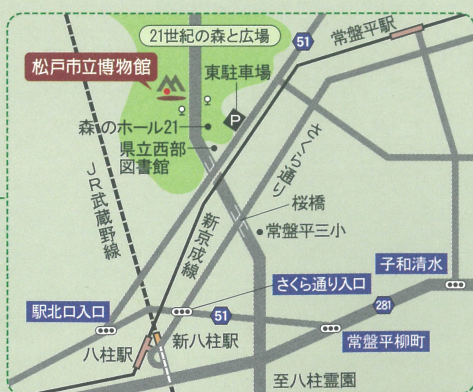 21世紀の森と広場
51
常盤平駅
松戸市立博物館
東駐車場
P
森のホール21
県立西部
図書館
さくら通り
JR武蔵野線
新京成線
桜橋
常盤平三小
子和清水
さくら通り入口
281
駅北口入口
51
八柱駅
新八柱駅
常盤平柳町
至八柱霊園